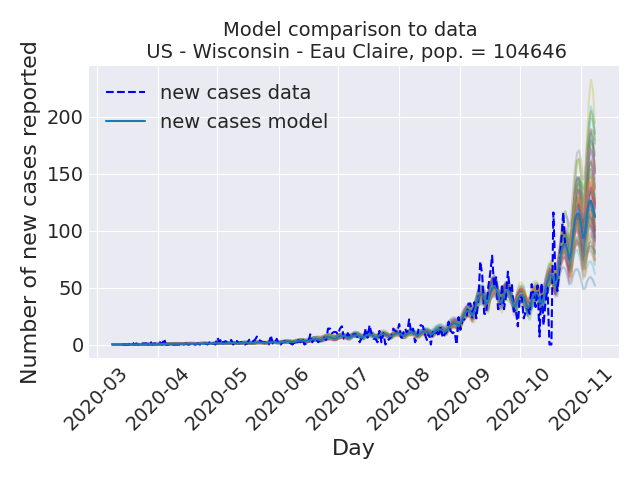 Model comparison to data
US - Wisconsin - Eau Claire, pop. = 104646
Number of new cases reported
200
150
100
50
0
new cases data
new cases model
2020-03
2020-04
2020-05
2020-06
2020-07
2020-08
2020-09
2020-10
2020-11
Day